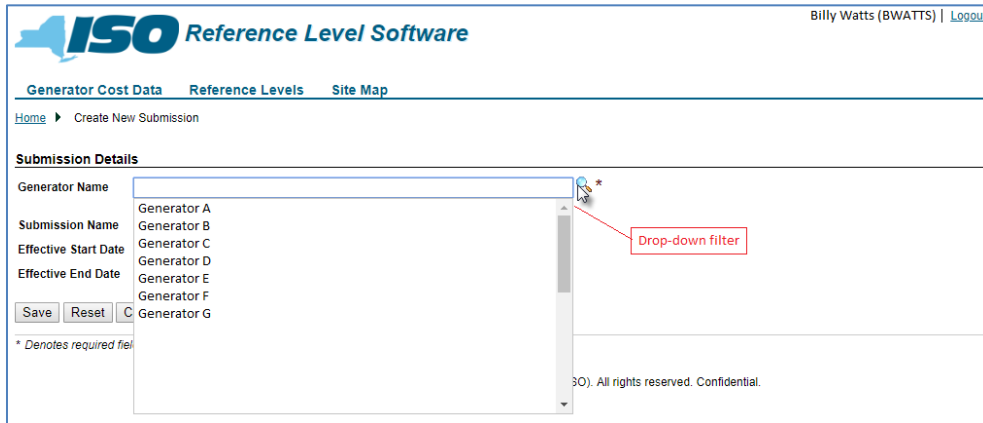 Billy Watts (BWATTS) | Logou
ISO Reference Level Software
Generator Cost Data Reference Levels Site Map
Home Create New Submission
Submission Details
Generator Name *
Generator A
Submission Name Generator B
Effective Start Date Generator C
Drop-down filter
Generator D
Effective End Date Generator E
Generator F
Save Reset C Generator G
* Denotes required fiel
SO). All rights reserved. Confidential.